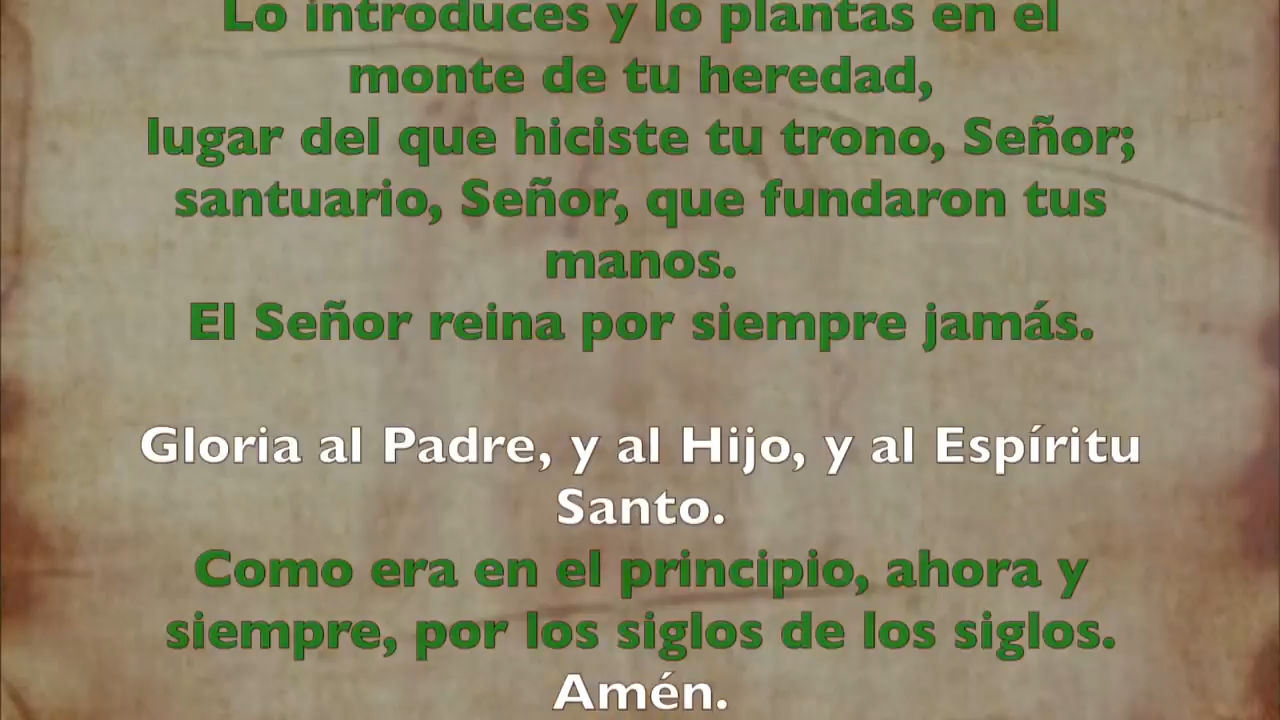 Lo introduces y lo plantas en el
monte de tu heredad,
lugar del que hiciste tu trono, Señor;
santuario, Señor, que fundaron tus
manos.
El Señor reina por siempre jamás.
Gloria al Padre, y al Hijo, y al Espíritu
Santo.
Como era en el principio, ahora y
siempre, por los siglos de los siglos.
Amén.